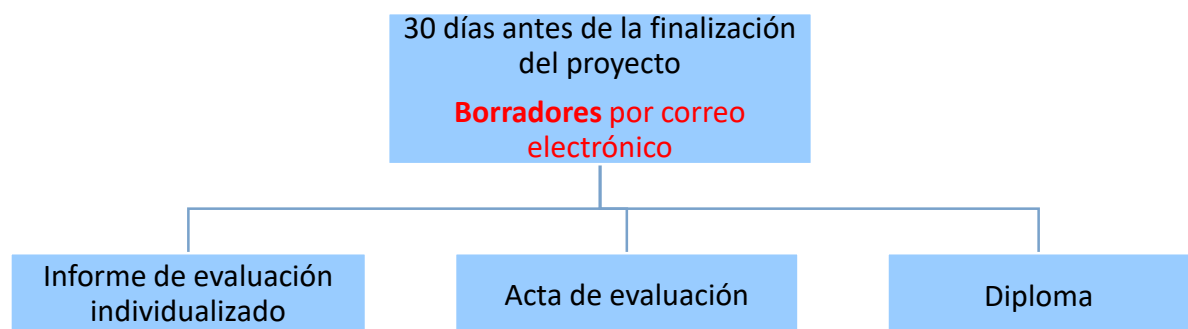 30 días antes de la finalización
del proyecto
Borradores por correo
electrónico
Informe de evaluación
individualizado
Acta de evaluación
Diploma